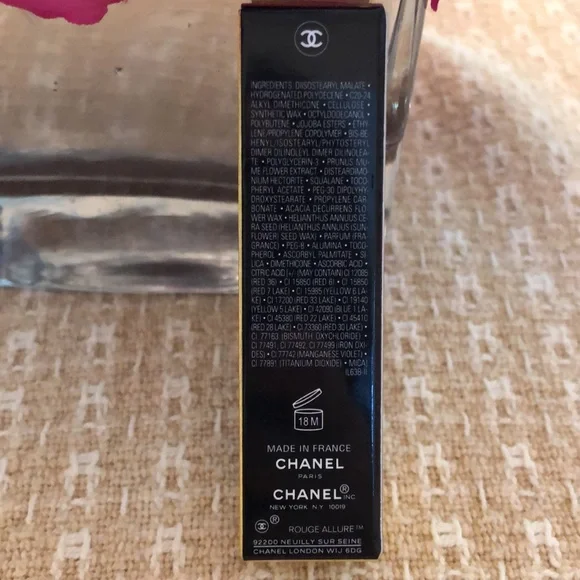 INGREDIENTS: DIISOSTEARYL MALATE •
HYDROGENATED POLYDECENE • C20-24
ALKYL DIMETHICONE • CELLULOSE •
SYNTHETIC WAX • OCTYLDODECANOL •
POLYBUTENE • JOJOBA ESTERS • ETHY-
LENE/PROPYLENE COPOLYMER • BIS-BE-
HENYL/ISOSTEARYL/PHYTOSTERYL
DIMER DILINOLEYL DIMER DILINOLEA-
TE • POLYGLYCERIN-3 • PRUNUS MU-
ME FLOWER EXTRACT • DISTEARDIMO-
NIUM HECTORITE • SQUALANE • TOCO-
PHERYL ACETATE • PEG-30 DIPOLYHY-
DROXYSTEARATE • PROPYLENE CAR-
BONATE • ACACIA DECURRENS FLO-
WER WAX • HELIANTHUS ANNUUS CE-
RA SEED (HELIANTHUS ANNUUS (SUN-
FLOWER) SEED WAX) • PARFUM (FRA-
GRANCE) • PEG-8 • ALUMINA • TOCO-
PHEROL • ASCORBYL PALMITATE • SI-
LICA • DIMETHICONE • ASCORBIC ACID •
CITRIC ACID [+/- (MAY CONTAIN) CI 12085
(RED 36) • CI 15850 (RED 6) • CI 15850
(RED 7 LAKE) • CI 15985 (YELLOW 6 LA-
KE) • CI 17200 (RED 33 LAKE) • CI 19140
(YELLOW 5 LAKE) • CI 42090 (BLUE 1 LA-
KE) • CI 45380 (RED 22 LAKE) • CI 45410
(RED 28 LAKE) • CI 73360 (RED 30 LAKE) •
CI 77163 (BISMUTH OXYCHLORIDE) •
CI 77491 • CI 77492 • CI 77499 (IRON OXI-
DES) • CI 77742 (MANGANESE VIOLET) •
CI 77891 (TITANIUM DIOXIDE) • MICA]
IL63B-I
18 M
MADE IN FRANCE
CHANEL
PARIS
CHANEL® INC.
NEW YORK N.Y. 10019
® ROUGE ALLURE™
92200 NEUILLY SUR SEINE
CHANEL LONDON W1J 6DG